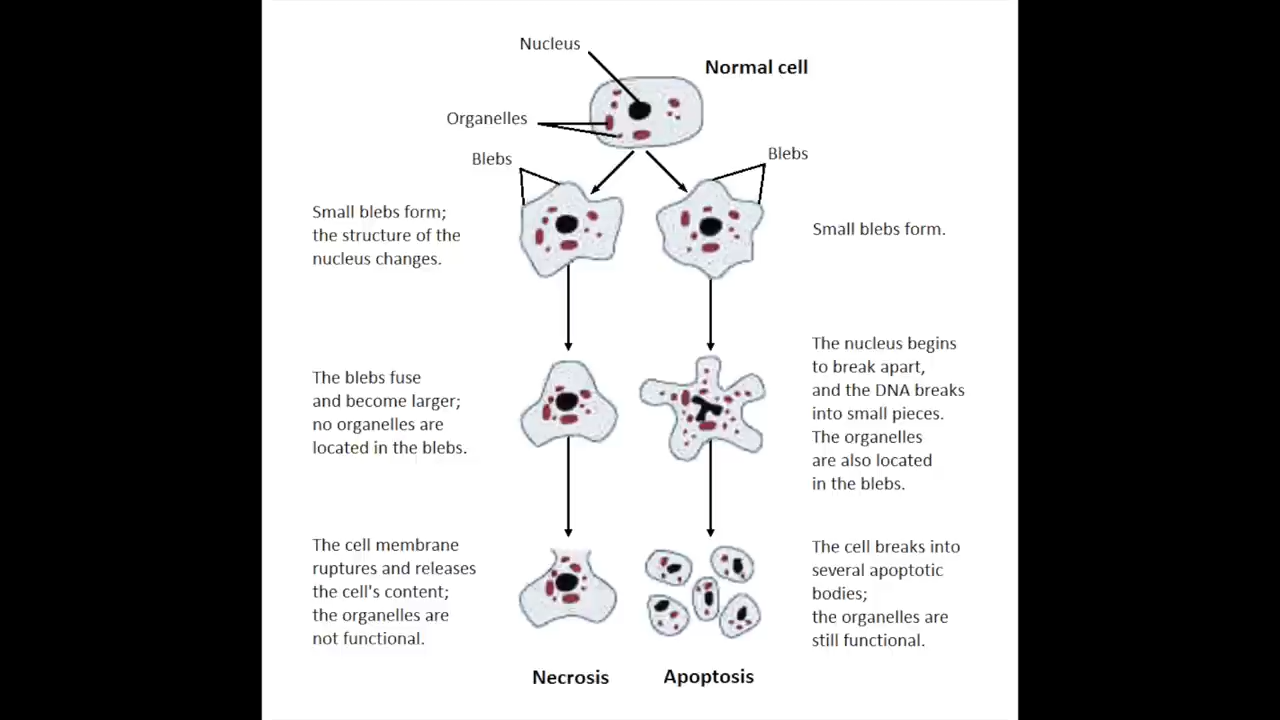 Nucleus
Normal cell
Organelles
Blebs
Blebs
Small blebs form;
the structure of the
nucleus changes.
Small blebs form.
The blebs fuse
and become larger;
no organelles are
located in the blebs.
The nucleus begins
to break apart,
and the DNA breaks
into small pieces.
The organelles
are also located
in the blebs.
The cell membrane
ruptures and releases
the cell's content;
the organelles are
not functional.
The cell breaks into
several apoptotic
bodies;
the organelles are
still functional.
Necrosis
Apoptosis